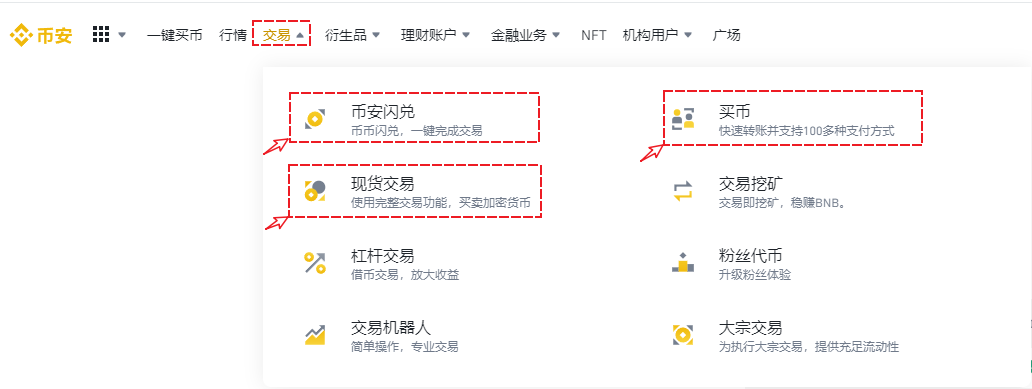 币安 一键买币 行情 交易 衍生品 理财账户 金融业务 NFT 机构用户 广场
币安闪兑
币币闪兑，一键完成交易
买币
快速转账并支持100多种支付方式
现货交易
使用完整交易功能，买卖加密货币
交易挖矿
交易即挖矿，稳赚BNB。
杠杆交易
借币交易，放大收益
粉丝代币
升级粉丝体验
交易机器人
简单操作，专业交易
大宗交易
为执行大宗交易，提供充足流动性